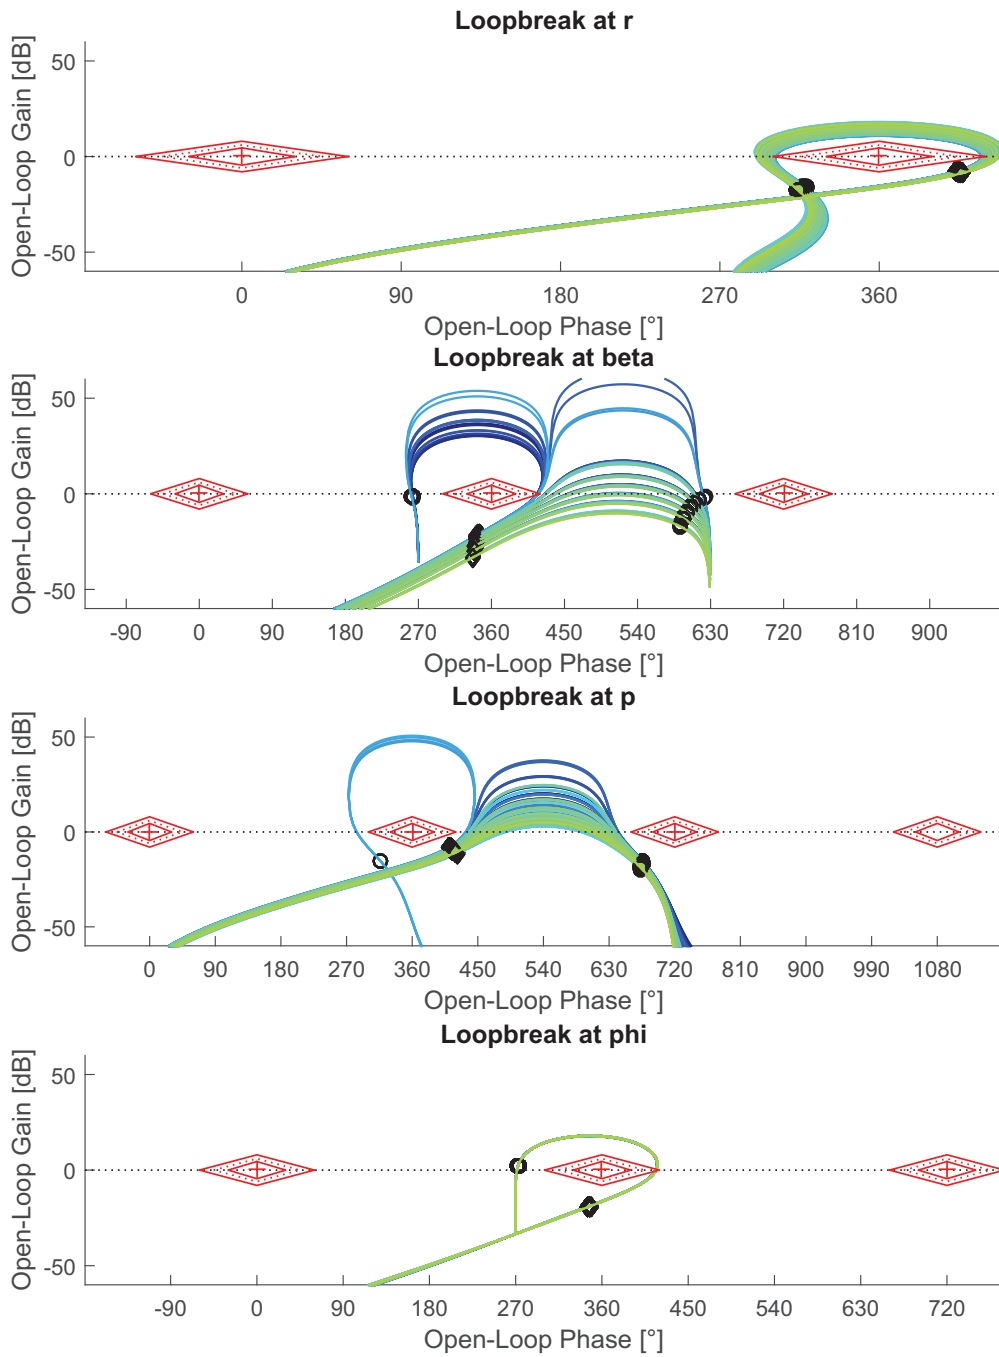 Loopbreak at r
Open-Loop Gain [dB]
50
0
-50
0 90 180 270 360
Open-Loop Phase [°]
Loopbreak at beta
Open-Loop Gain [dB]
50
0
-50
-90 0 90 180 270 360 450 540 630 720 810 900
Open-Loop Phase [°]
Loopbreak at p
Open-Loop Gain [dB]
50
0
-50
0 90 180 270 360 450 540 630 720 810 900 990 1080
Open-Loop Phase [°]
Loopbreak at phi
Open-Loop Gain [dB]
50
0
-50
-90 0 90 180 270 360 450 540 630 720
Open-Loop Phase [°]